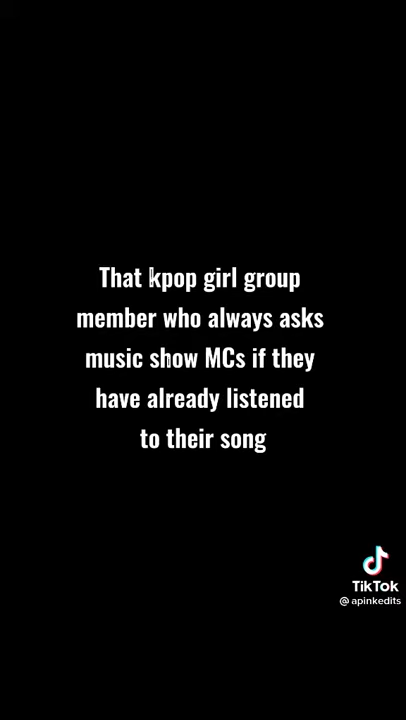 That kpop girl group
member who always asks
music show MCs if they
have already listened
to their song
TikTok
@ apinkedits